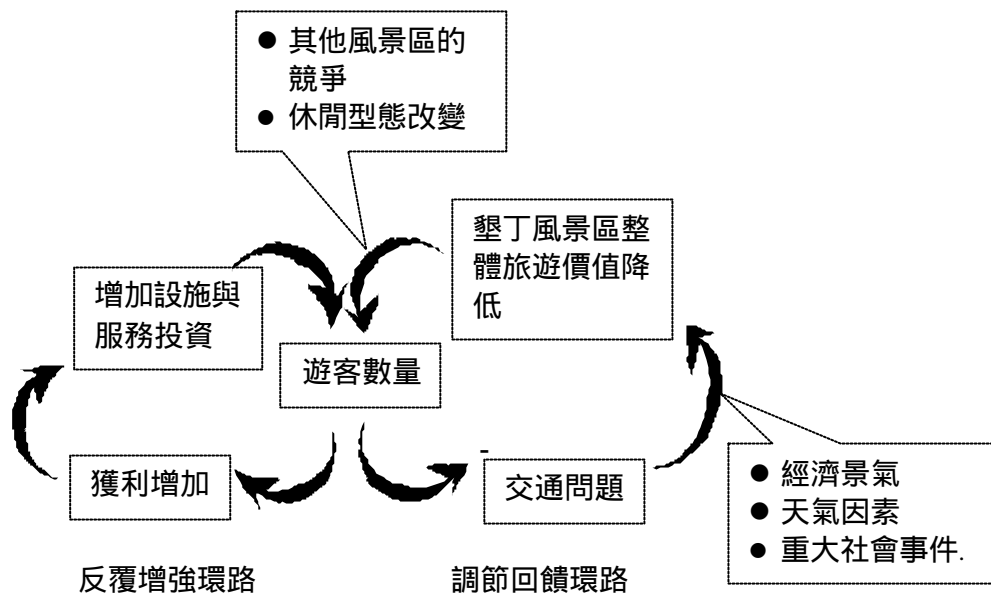 ● 其他風景區的
競爭
● 休閒型態改變
墾丁風景區整
體旅遊價值降
低
增加設施與
服務投資
遊客數量
獲利增加
-
交通問題
● 經濟景氣
● 天氣因素
● 重大社會事件.
反覆增強環路
調節回饋環路